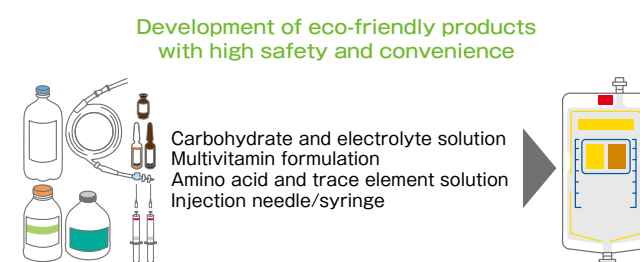 Development of eco-friendly products
with high safety and convenience
Carbohydrate and electrolyte solution
Multivitamin formulation
Amino acid and trace element solution
Injection needle/syringe